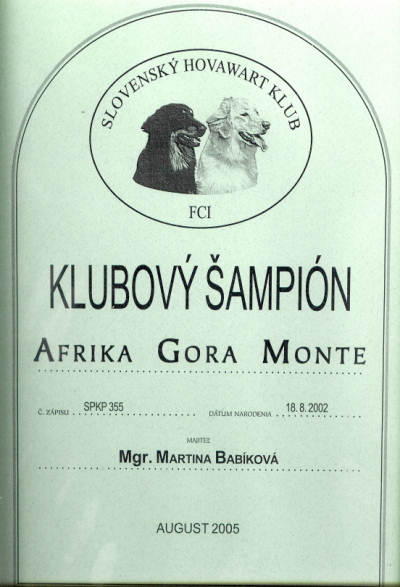 SLOVENSKÝ HOVAWART KLUB
FCI
KLUBOVÝ ŠAMPIÓN
AFRIKA GORA MONTE
Č. ZÁPISU SPKP 355 DÁTUM NARODENIA 18. 8. 2002
MAJITEĽ
Mgr. MARTINA BABÍKOVÁ
AUGUST 2005